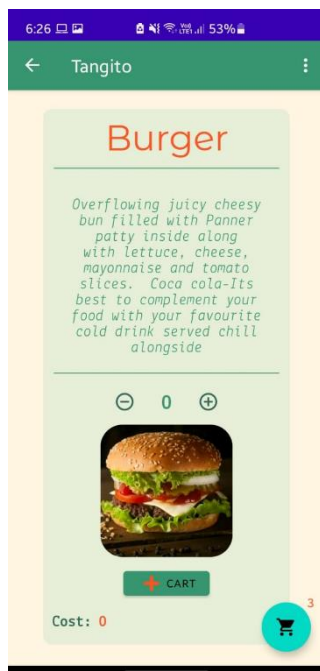 6:26 53%
Tangito
Burger
Overflowing juicy cheesy
bun filled with Panner
patty inside along
with lettuce, cheese,
mayonnaise and tomato
slices. Coca cola-Its
best to complement your
food with your favourite
cold drink served chill
alongside
0
CART
3
Cost: 0